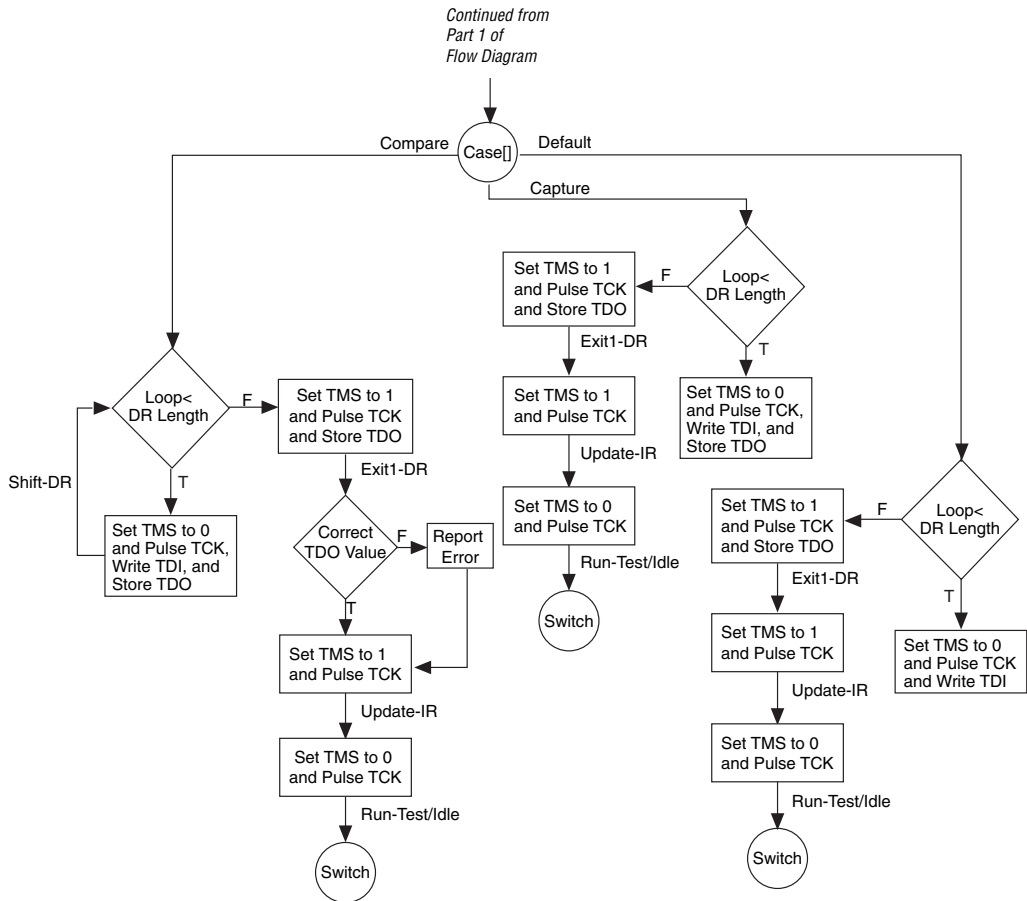 Continued from
Part 1 of
Flow Diagram
Compare
Case[]
Default
Capture
Set TMS to 1
and Pulse TCK
and Store TDO
F
Loop<
DR Length
Exit1-DR
T
Set TMS to 1
and Pulse TCK
Set TMS to 0
and Pulse TCK,
Write TDI, and
Store TDO
Update-IR
Set TMS to 0
and Pulse TCK
Run-Test/Idle
Switch
Loop<
DR Length
F
Set TMS to 1
and Pulse TCK
and Store TDO
Shift-DR
T
Exit1-DR
Set TMS to 0
and Pulse TCK,
Write TDI, and
Store TDO
Correct
TDO Value
F
Report
Error
T
Set TMS to 1
and Pulse TCK
Update-IR
Set TMS to 0
and Pulse TCK
Run-Test/Idle
Switch
Set TMS to 1
and Pulse TCK
and Store TDO
F
Loop<
DR Length
Exit1-DR
T
Set TMS to 1
and Pulse TCK
Set TMS to 0
and Pulse TCK
and Write TDI
Update-IR
Set TMS to 0
and Pulse TCK
Run-Test/Idle
Switch